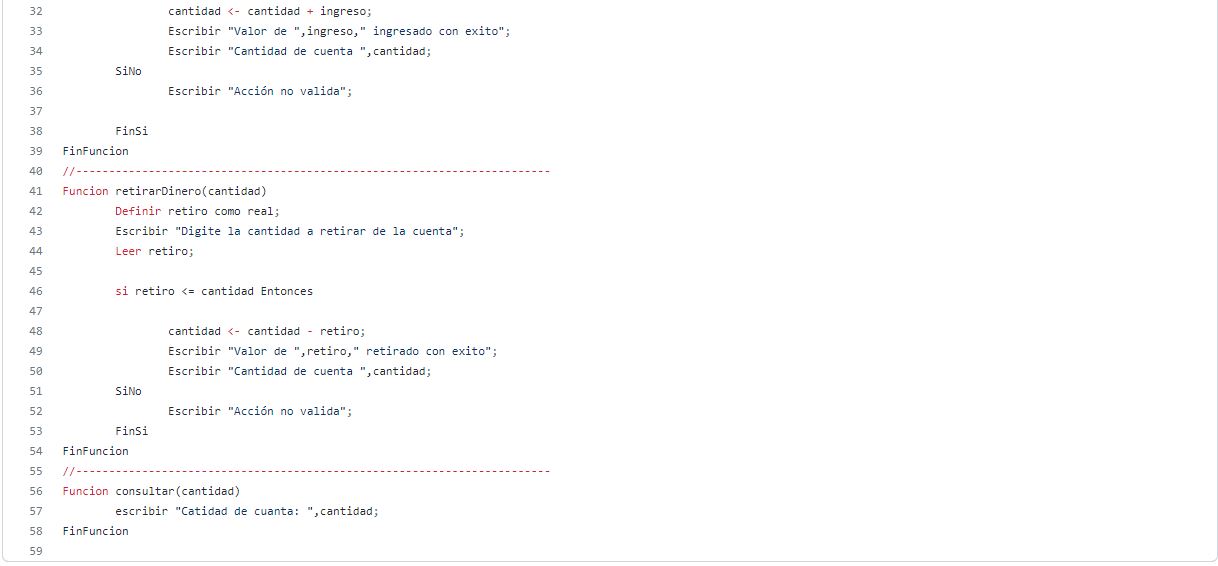 32 cantidad <- cantidad + ingreso;
33 Escribir "Valor de ",ingreso," ingresado con exito";
34 Escribir "Cantidad de cuenta ",cantidad;
35 SiNo
36 Escribir "Acción no valida";
37
38 FinSi
39 FinFuncion
40 //------------------------------------------------------------------------
41 Funcion retirarDinero(cantidad)
42 Definir retiro como real;
43 Escribir "Digite la cantidad a retirar de la cuenta";
44 Leer retiro;
45
46 si retiro <= cantidad Entonces
47
48 cantidad <- cantidad - retiro;
49 Escribir "Valor de ",retiro," retirado con exito";
50 Escribir "Cantidad de cuenta ",cantidad;
51 SiNo
52 Escribir "Acción no valida";
53 FinSi
54 FinFuncion
55 //------------------------------------------------------------------------
56 Funcion consultar(cantidad)
57 escribir "Catidad de cuanta: ",cantidad;
58 FinFuncion
59